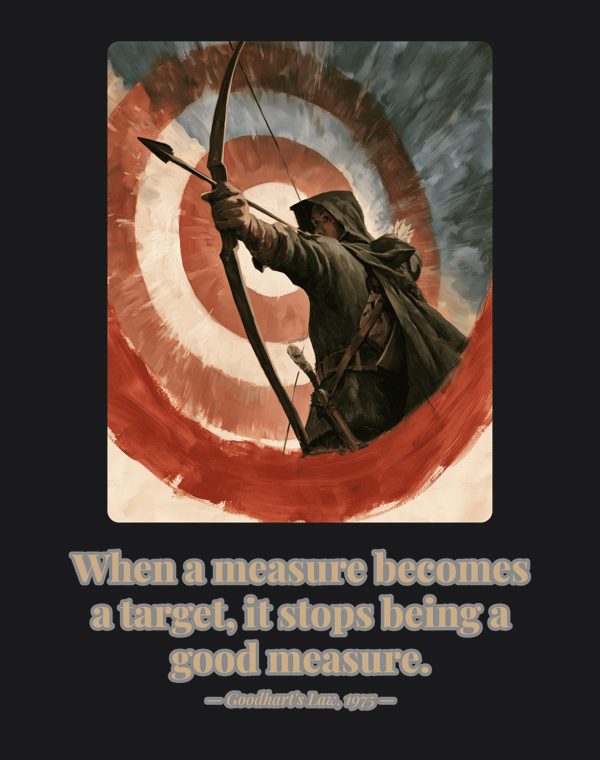 When a measure becomes
a target, it stops being a
good measure.
— Goodhart's Law, 1975 —